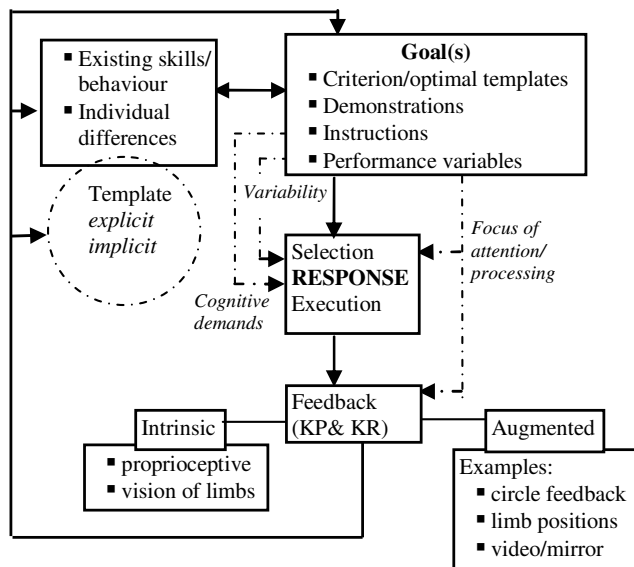 ▪ Existing skills/
behaviour
▪ Individual
differences
Goal(s)
▪ Criterion/optimal templates
▪ Demonstrations
▪ Instructions
▪ Performance variables
Template
explicit
implicit
Variability
Focus of
attention/
processing
Selection
RESPONSE
Execution
Cognitive
demands
Feedback
(KP& KR)
Intrinsic
▪ proprioceptive
▪ vision of limbs
Augmented
Examples:
▪ circle feedback
▪ limb positions
▪ video/mirror